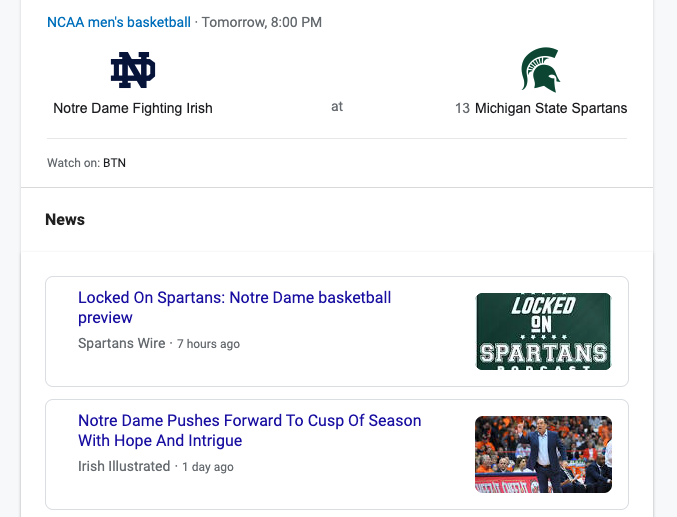 NCAA men's basketball · Tomorrow, 8:00 PM
ND
Notre Dame Fighting Irish
at
13 Michigan State Spartans
Watch on: BTN
News
Locked On Spartans: Notre Dame basketball
preview
Spartans Wire · 7 hours ago
LOCKED
ON
SPARTANS
PODCAST
Notre Dame Pushes Forward To Cusp Of Season
With Hope And Intrigue
Irish Illustrated · 1 day ago